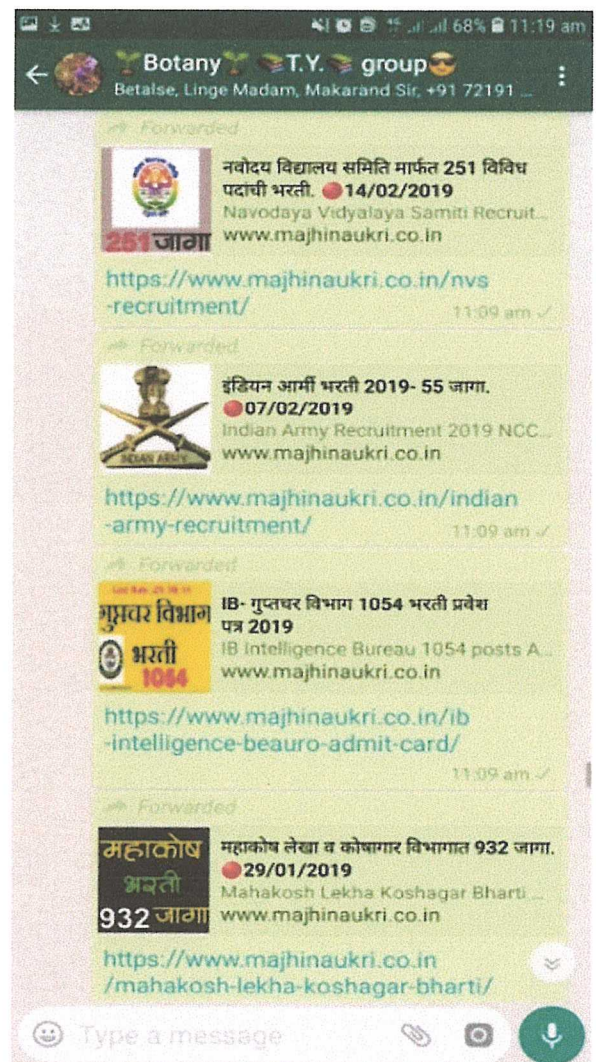 68% 11:19 am
Botany T.Y. group
Betalse, Linge Madam, Makarand Sir, +91 72191 ...
Forwarded
251 जागा
नवोदय विद्यालय समिति मार्फत 251 विविध
पदांची भरती. 14/02/2019
Navodaya Vidyalaya Samiti Recruit...
www.majhinaukri.co.in
https://www.majhinaukri.co.in/nvs
-recruitment/
11:09 am
Forwarded
INDIAN ARMY
इंडियन आर्मी भरती 2019- 55 जागा.
07/02/2019
Indian Army Recruitment 2019 NCC...
www.majhinaukri.co.in
https://www.majhinaukri.co.in/indian
-army-recruitment/
11:09 am
Forwarded
गुप्तचर विभाग
भरती
1054
IB- गुप्तचर विभाग 1054 भरती प्रवेश
पत्र 2019
IB Intelligence Bureau 1054 posts A...
www.majhinaukri.co.in
https://www.majhinaukri.co.in/ib
-intelligence-beauro-admit-card/
11:09 am
Forwarded
महाकोष
भरती
932 जागा
महाकोष लेखा व कोषागार विभागात 932 जागा.
29/01/2019
Mahakosh Lekha Koshagar Bharti ...
www.majhinaukri.co.in
https://www.majhinaukri.co.in
/mahakosh-lekha-koshagar-bharti/
Type a message